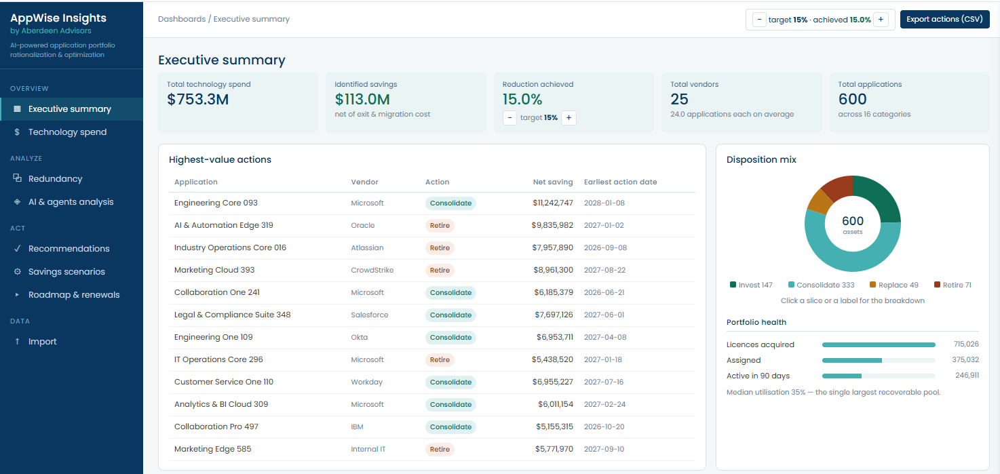 AppWise Insights
by Aberdeen Advisors
AI-powered application portfolio
rationalization & optimization
OVERVIEW
Executive summary
$ Technology spend
ANALYZE
Redundancy
AI & agents analysis
ACT
✓ Recommendations
Savings scenarios
Roadmap & renewals
DATA
↑ Import
Dashboards / Executive summary
− target 15% · achieved 15.0% +
Export actions (CSV)
Executive summary
Total technology spend
$753.3M
Identified savings
$113.0M
net of exit & migration cost
Reduction achieved
15.0%
− target 15% +
Total vendors
25
24.0 applications each on average
Total applications
600
across 16 categories
Highest-value actions
Application Vendor Action Net saving Earliest action date
Engineering Core 093 Microsoft Consolidate $11,242,747 2028-01-08
AI & Automation Edge 319 Oracle Retire $9,835,982 2027-01-02
Industry Operations Core 016 Atlassian Retire $7,957,890 2026-09-08
Marketing Cloud 393 CrowdStrike Retire $8,961,300 2027-08-22
Collaboration One 241 Microsoft Consolidate $6,185,379 2026-06-21
Legal & Compliance Suite 348 Salesforce Consolidate $7,697,126 2027-06-01
Engineering One 109 Okta Consolidate $6,953,711 2027-04-08
IT Operations Core 296 Microsoft Retire $5,438,520 2027-01-18
Customer Service One 110 Workday Consolidate $6,955,227 2027-07-16
Analytics & BI Cloud 309 Microsoft Consolidate $6,011,154 2027-02-24
Collaboration Pro 497 IBM Consolidate $5,155,315 2026-10-20
Marketing Edge 585 Internal IT Retire $5,771,970 2027-09-10
Disposition mix
600
assets
Invest 147 Consolidate 333 Replace 49 Retire 71
Click a slice or a label for the breakdown
Portfolio health
Licences acquired 715,026
Assigned 375,032
Active in 90 days 246,911
Median utilisation 35% — the single largest recoverable pool.